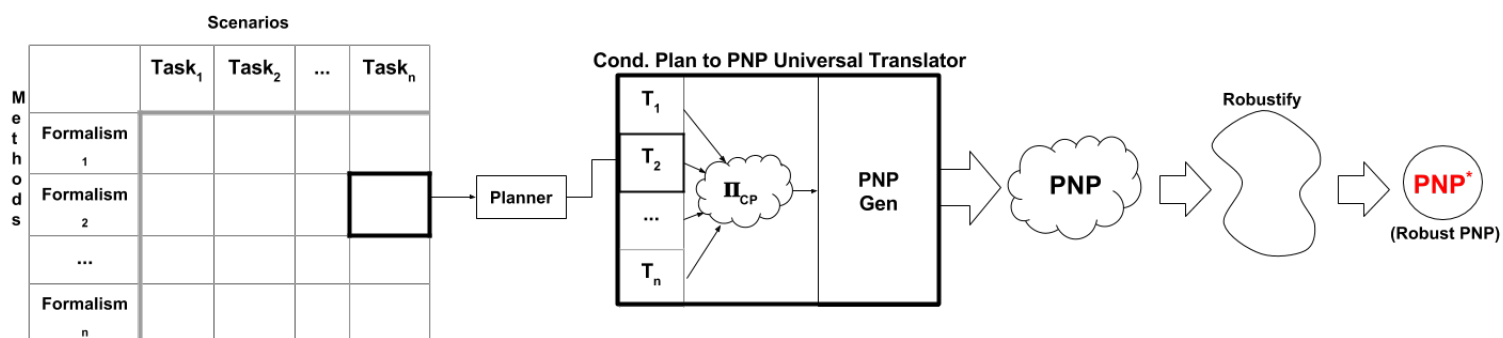 Scenarios
Methods
Task1 Task2 ... Taskn
Formalism
1
Formalism
2
...
Formalism
n
Planner
Cond. Plan to PNP Universal Translator
T1
T2
...
Tn
ΠCP
PNP
Gen
PNP
Robustify
PNP*
(Robust PNP)